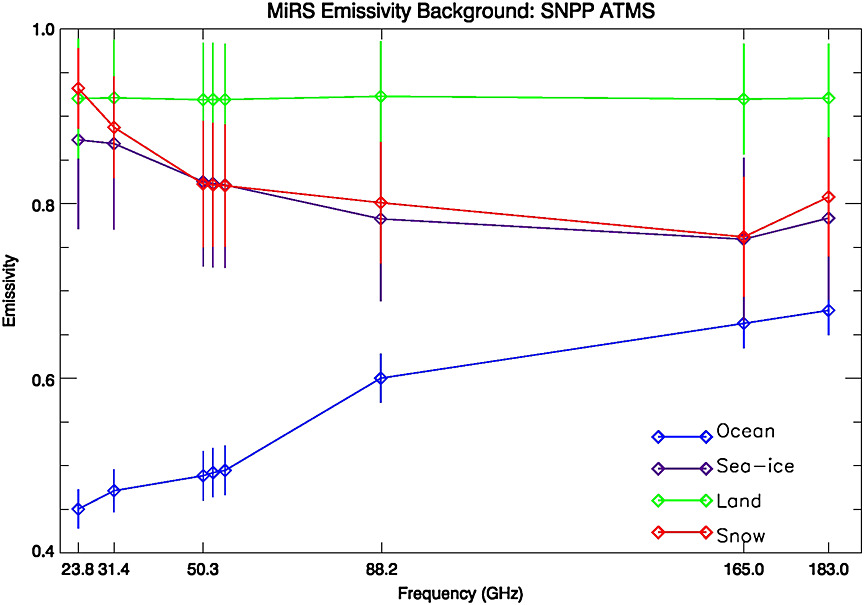 MiRS Emissivity Background: SNPP ATMS
1.0
0.8
0.6
0.4
Emissivity
Ocean
Sea-ice
Land
Snow
23.8 31.4 50.3 88.2 165.0 183.0
Frequency (GHz)